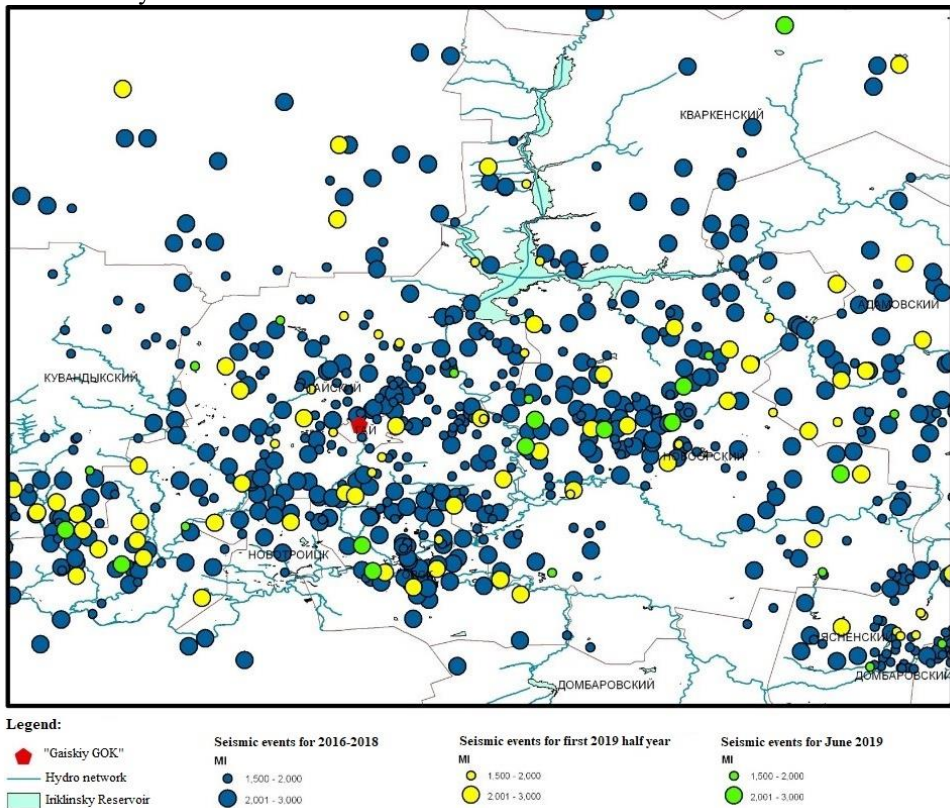 КВАРКЕНСКИЙ
АДАМОВСКИЙ
КУВАНДЫКСКИЙ
ГАЙСКИЙ
НОВООРСКИЙ
НОВОТРОИЦК
ОРСК
ЯСНЕНСКИЙ
ДОМБАРОВСКИЙ
ДОМБАРОВСКИЙ
Legend:
"Gaiskiy GOK"
Hydro network
Iriklinsky Reservoir
Seismic events for 2016-2018
Ml
1,500 - 2,000
2,001 - 3,000
Seismic events for first 2019 half year
Ml
1,500 - 2,000
2,001 - 3,000
Seismic events for June 2019
Ml
1,500 - 2,000
2,001 - 3,000